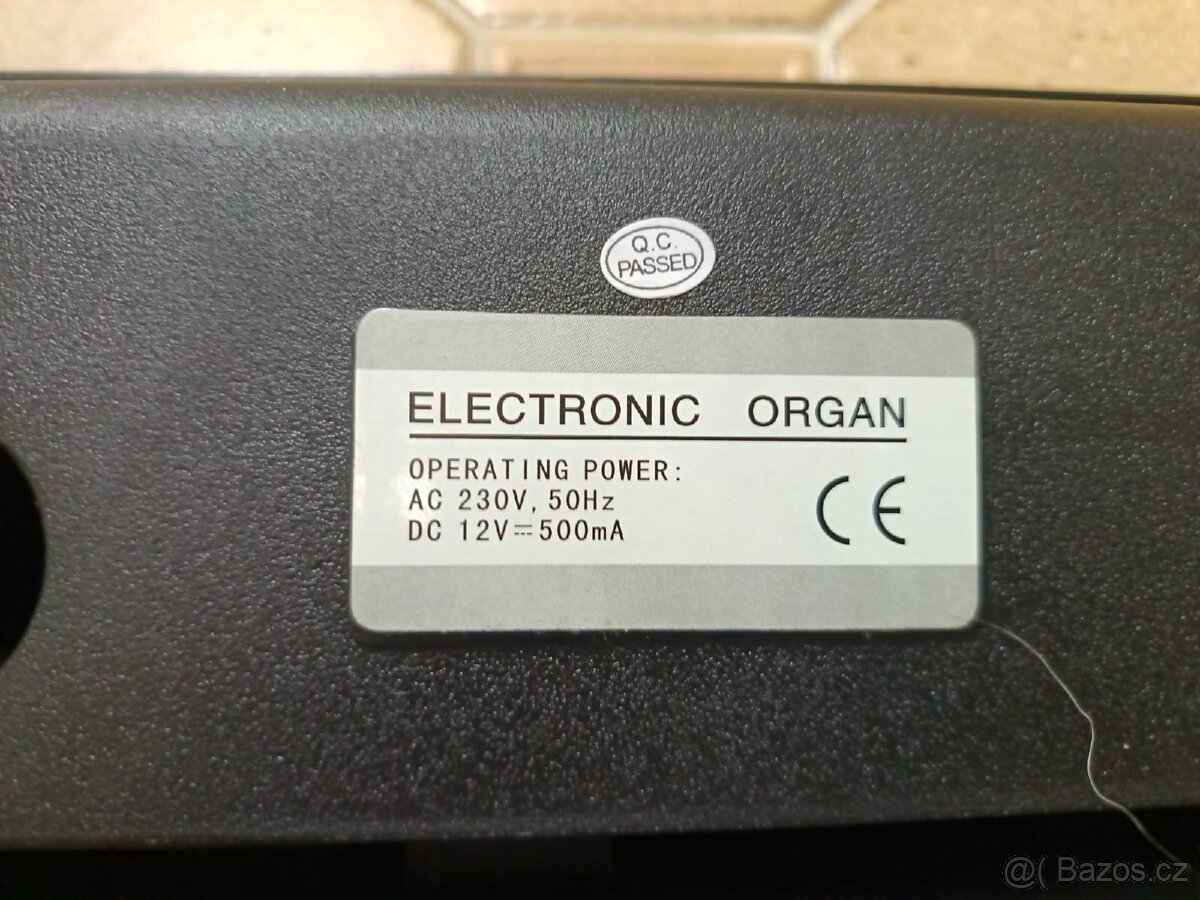 Q.C.
PASSED
ELECTRONIC ORGAN
OPERATING POWER:
AC 230V, 50Hz
DC 12V⎓500mA
CE
@( Bazos.cz